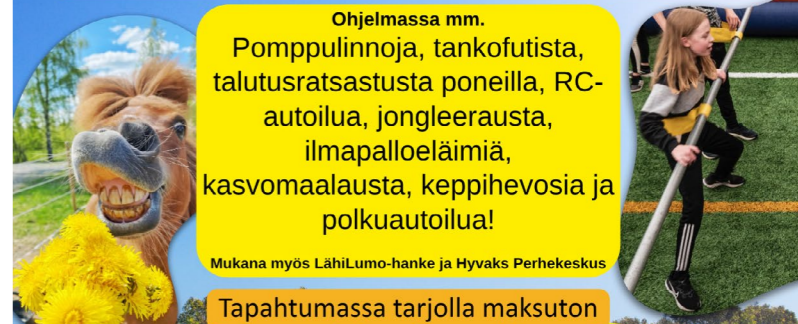 Ohjelmassa mm.
Pomppulinnoja, tankofutista,
talutusratsastusta poneilla, RC-
autoilua, jongleerausta,
ilmapalloeläimiä,
kasvomaalausta, keppihevosia ja
polkuautoilua!
Mukana myös LähiLumo-hanke ja Hyvaks Perhekeskus
Tapahtumassa tarjolla maksuton